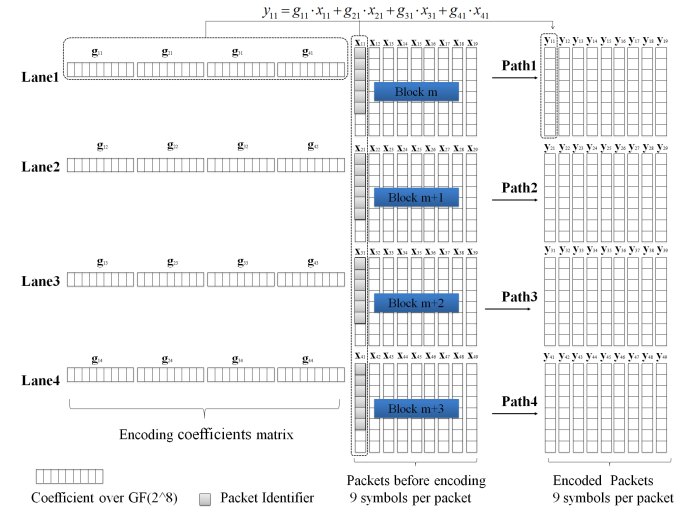 y₁₁ = g₁₁ · x₁₁ + g₂₁ · x₂₁ + g₃₁ · x₃₁ + g₄₁ · x₄₁
g₁₁ g₂₁ g₃₁ g₄₁
x₁₁ x₁₂ x₁₃ x₁₄ x₁₅ x₁₆ x₁₇ x₁₈ x₁₉
y₁₁ y₁₂ y₁₃ y₁₄ y₁₅ y₁₆ y₁₇ y₁₈ y₁₉
Lane1
Block m
Path1
g₁₂ g₂₂ g₃₂ g₄₂
x₂₁ x₂₂ x₂₃ x₂₄ x₂₅ x₂₆ x₂₇ x₂₈ x₂₉
y₂₁ y₂₂ y₂₃ y₂₄ y₂₅ y₂₆ y₂₇ y₂₈ y₂₉
Lane2
Block m+1
Path2
g₁₃ g₂₃ g₃₃ g₄₃
x₃₁ x₃₂ x₃₃ x₃₄ x₃₅ x₃₆ x₃₇ x₃₈ x₃₉
y₃₁ y₃₂ y₃₃ y₃₄ y₃₅ y₃₆ y₃₇ y₃₈ y₃₉
Lane3
Block m+2
Path3
g₁₄ g₂₄ g₃₄ g₄₄
x₄₁ x₄₂ x₄₃ x₄₄ x₄₅ x₄₆ x₄₇ x₄₈ x₄₉
y₄₁ y₄₂ y₄₃ y₄₄ y₄₅ y₄₆ y₄₇ y₄₈ y₄₉
Lane4
Block m+3
Path4
Encoding coefficients matrix
Packets before encoding
9 symbols per packet
Encoded Packets
9 symbols per packet
Coefficient over GF(2^8)
Packet Identifier